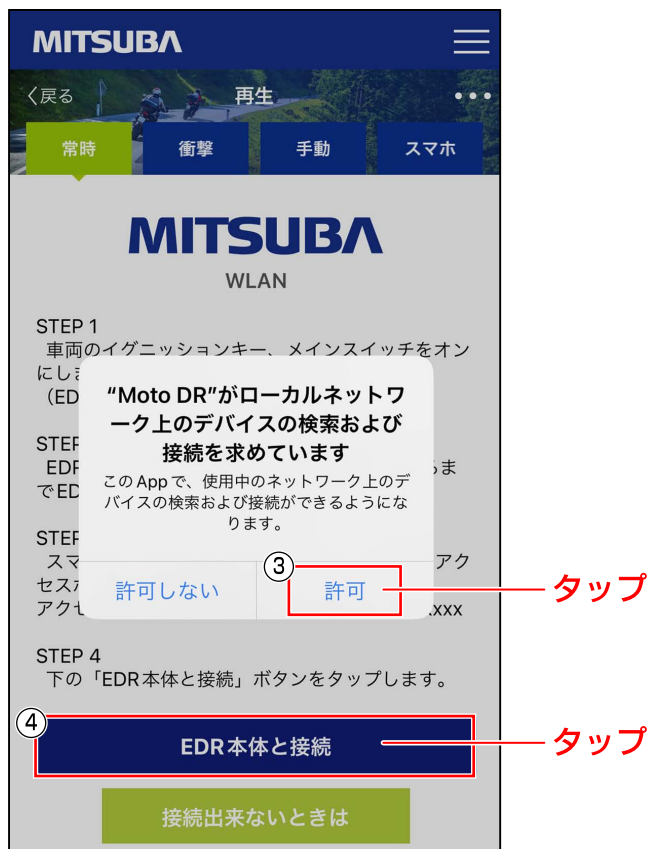 MITSUBA
〈戻る
再生
常時
衝撃
手動
スマホ
MITSUBA
WLAN
STEP 1
車両のイグニッションキー、メインスイッチをオン
にしま
（ED
“Moto DR”がローカルネットワ
ーク上のデバイスの検索および
接続を求めています
このAppで、使用中のネットワーク上のデ
バイスの検索および接続ができるようにな
ります。
STEP
EDR
るま
でED
STEP
スマ
アク
セスポ
アクセ
xxx
③
許可しない
許可
タップ
STEP 4
下の「EDR本体と接続」ボタンをタップします。
④
EDR本体と接続
タップ
接続出来ないときは